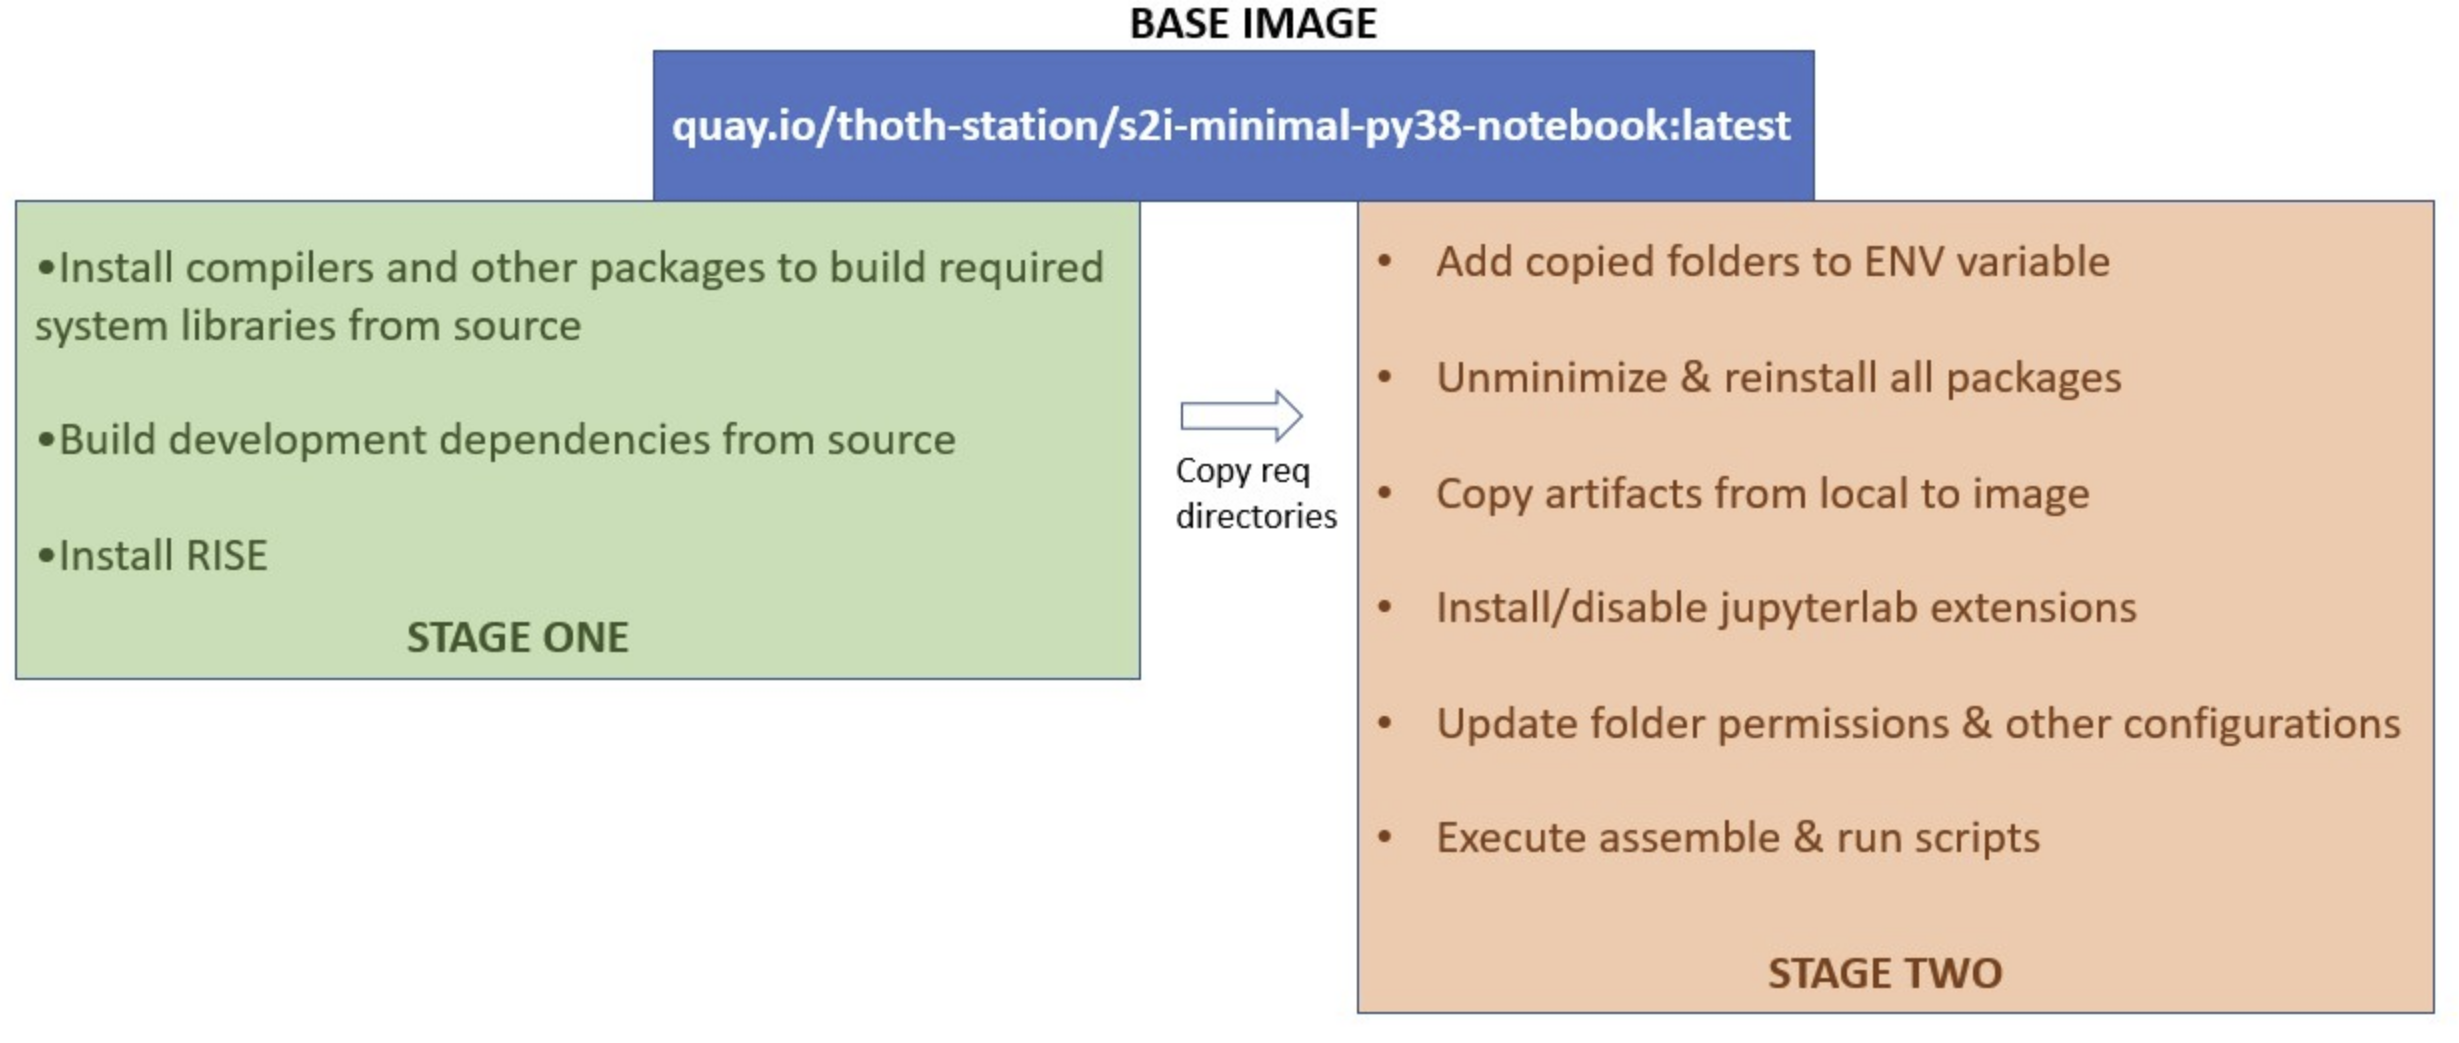 BASE IMAGE
quay.io/thoth-station/s2i-minimal-py38-notebook:latest
•Install compilers and other packages to build required
system libraries from source
•Build development dependencies from source
•Install RISE
STAGE ONE
Copy req
directories
• Add copied folders to ENV variable
• Unminimize & reinstall all packages
• Copy artifacts from local to image
• Install/disable jupyterlab extensions
• Update folder permissions & other configurations
• Execute assemble & run scripts
STAGE TWO